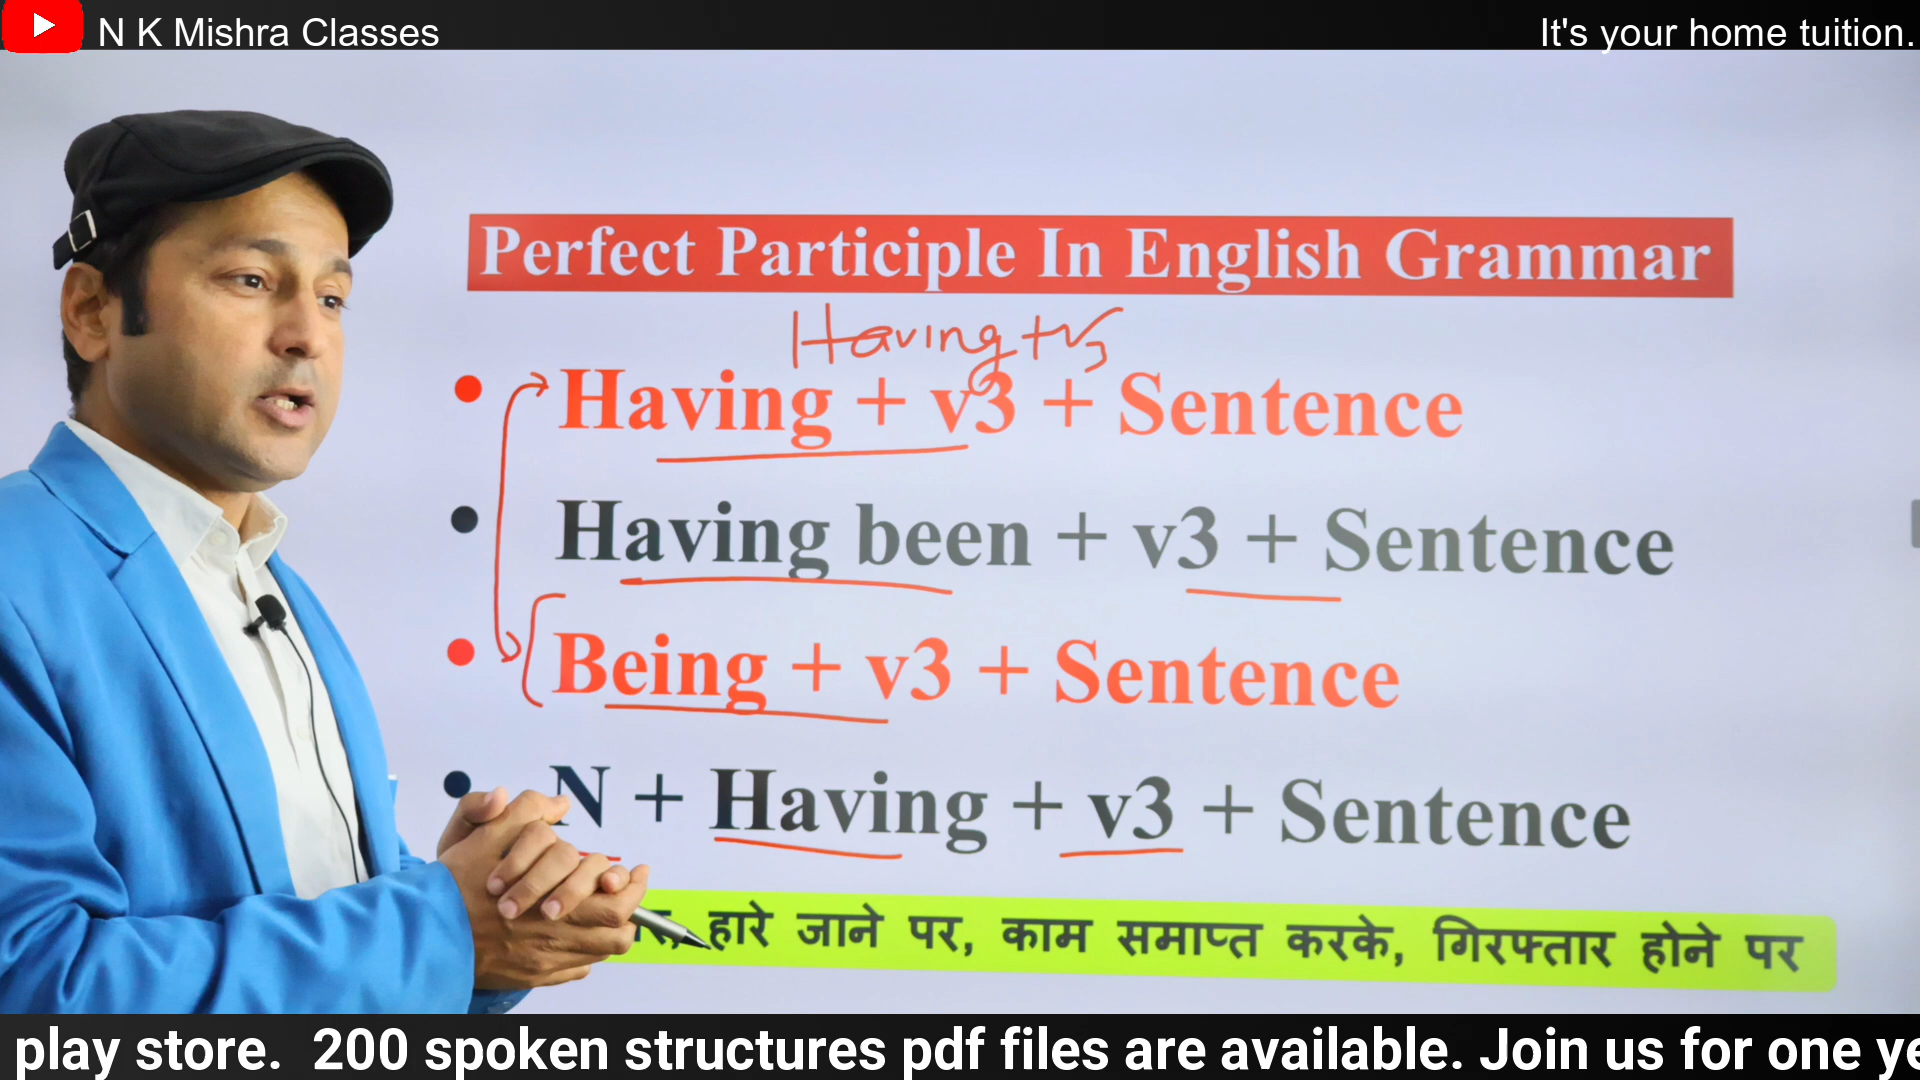 N K Mishra Classes
It's your home tuition.
Perfect Participle In English Grammar
Having + v3
• Having + v3 + Sentence
• Having been + v3 + Sentence
• Being + v3 + Sentence
• N + Having + v3 + Sentence
हारे जाने पर, काम समाप्त करके, गिरफ्तार होने पर
play store. 200 spoken structures pdf files are available. Join us for one ye